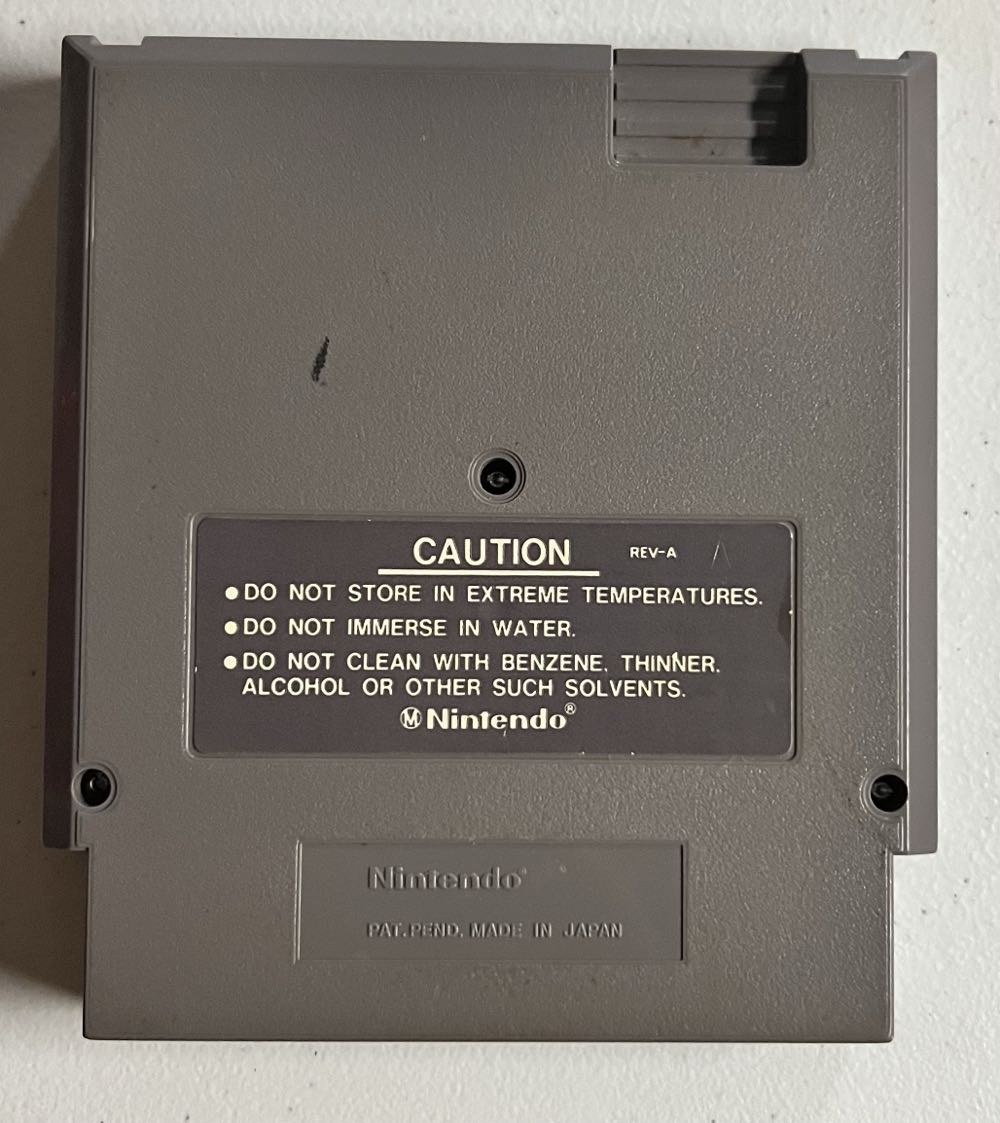 CAUTION REV-A
●DO NOT STORE IN EXTREME TEMPERATURES.
●DO NOT IMMERSE IN WATER.
●DO NOT CLEAN WITH BENZENE, THINNER.
ALCOHOL OR OTHER SUCH SOLVENTS.
Ⓜ Nintendo®
Nintendo®
PAT.PEND. MADE IN JAPAN